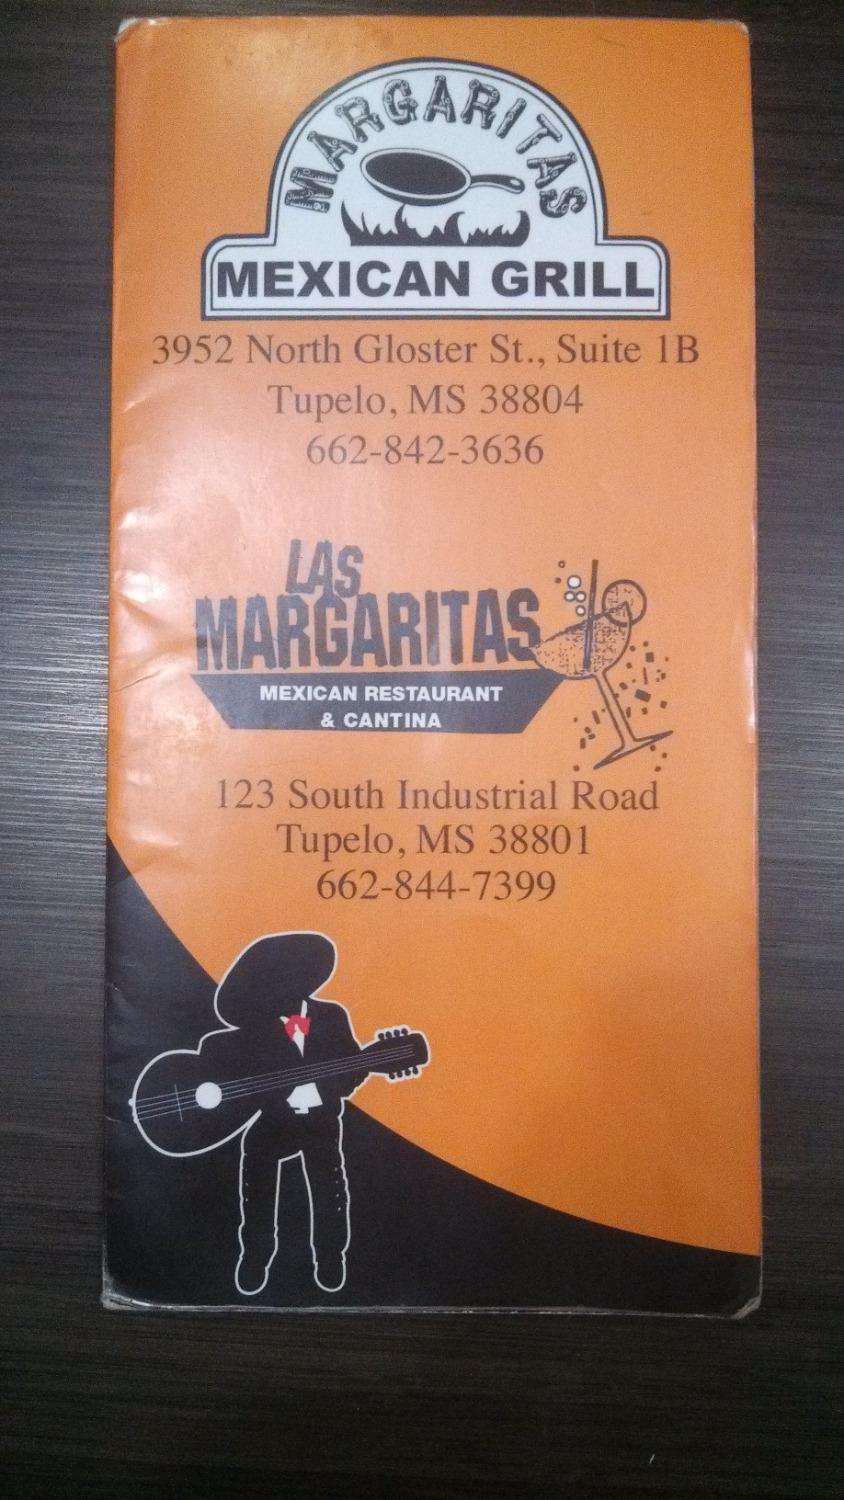 MARGARITAS
MEXICAN GRILL
3952 North Gloster St., Suite 1B
Tupelo, MS 38804
662-842-3636
LAS
MARGARITAS
MEXICAN RESTAURANT
& CANTINA
123 South Industrial Road
Tupelo, MS 38801
662-844-7399